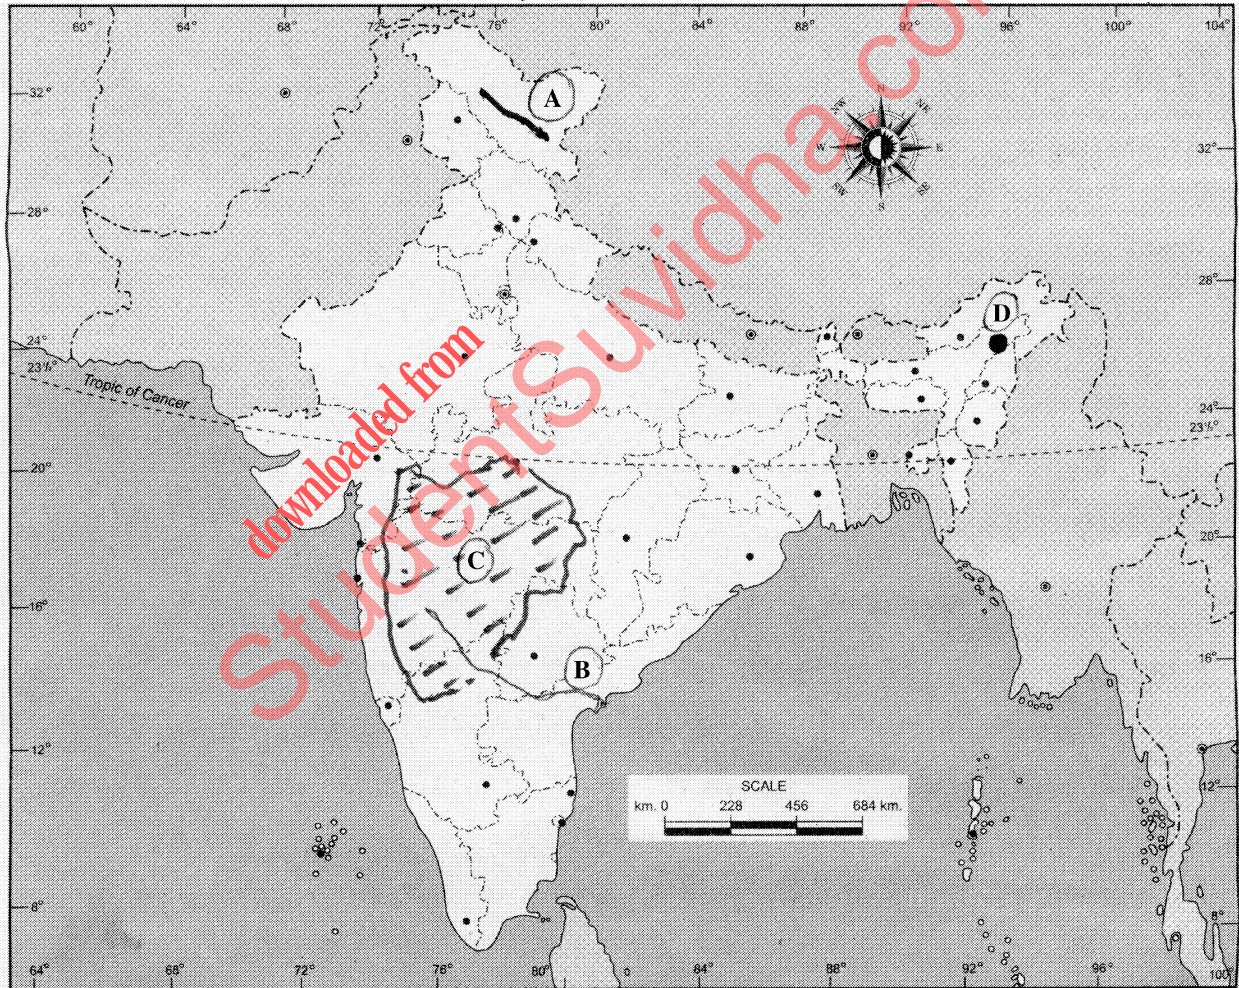 60° 64° 68° 72° 76° 80° 84° 88° 92° 96° 100° 104°
32°
A
N
NW NE
W E
SW SE
S
32°
28°
28°
D
24°
23½°
Tropic of Cancer
24°
23½°
20°
20°
C
16°
B
16°
12°
12°
SCALE
km. 0 228 456 684 km.
8°
8°
64° 68° 72° 76° 80° 84° 88° 92° 96° 100°
downloaded from
StudentSuvidha.com